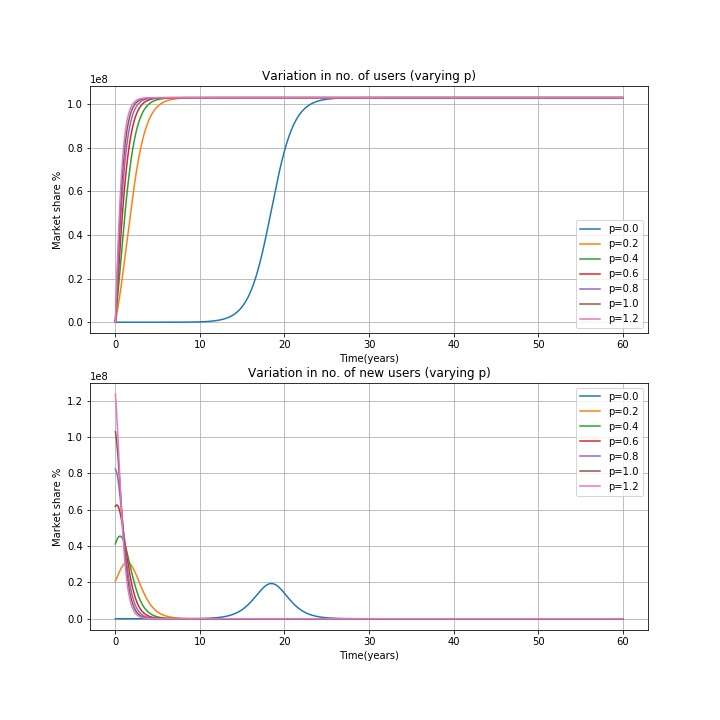 Variation in no. of users (varying p)
1e8
1.0
0.8
0.6
0.4
0.2
0.0
Market share %
p=0.0
p=0.2
p=0.4
p=0.6
p=0.8
p=1.0
p=1.2
0 10 20 30 40 50 60
Time(years)
Variation in no. of new users (varying p)
1e8
1.2
1.0
0.8
0.6
0.4
0.2
0.0
Market share %
p=0.0
p=0.2
p=0.4
p=0.6
p=0.8
p=1.0
p=1.2
0 10 20 30 40 50 60
Time(years)